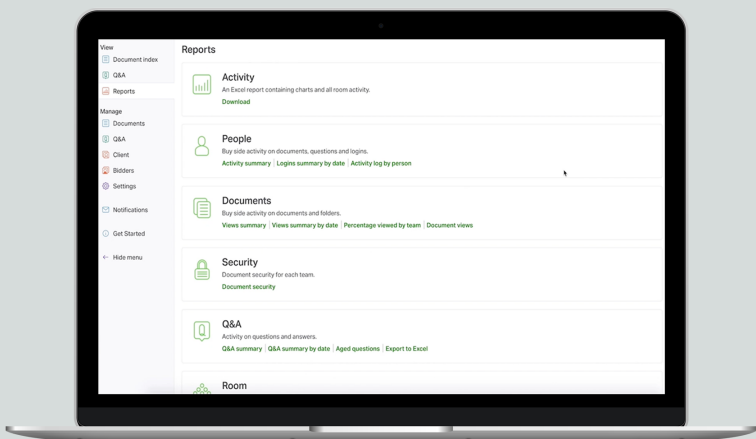 View
Document index
Q&A
Reports
Manage
Documents
Q&A
Client
Bidders
Settings
Notifications
Get Started
Hide menu
Reports
Activity
An Excel report containing charts and all room activity.
Download
People
Buy side activity on documents, questions and logins.
Activity summary | Logins summary by date | Activity log by person
Documents
Buy side activity on documents and folders.
Views summary | Views summary by date | Percentage viewed by team | Document views
Security
Document security for each team.
Document security
Q&A
Activity on questions and answers.
Q&A summary | Q&A summary by date | Aged questions | Export to Excel
Room